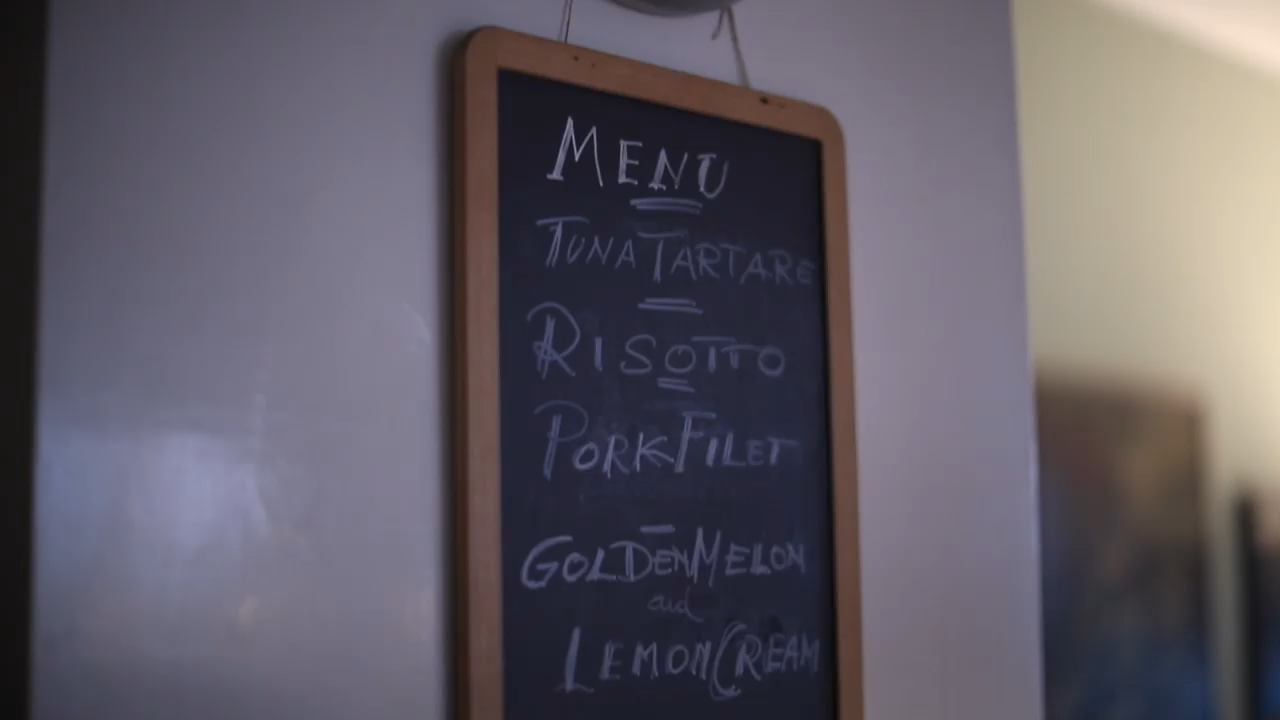 MENU
TUNA TARTARE
RISOTTO
PORK FILET
GOLDEN MELON
and
LEMON CREAM